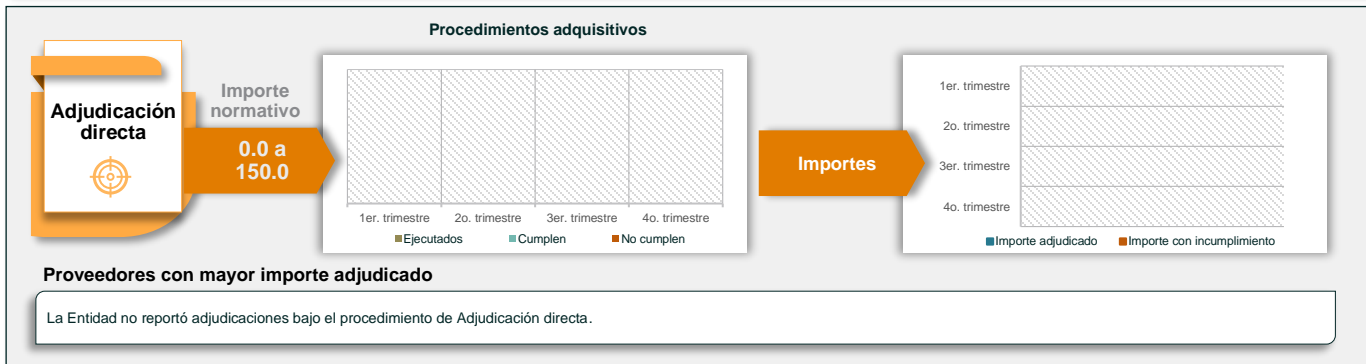 Procedimientos adquisitivos
Adjudicación
directa
Importe
normativo
0.0 a
150.0
1er. trimestre
2o. trimestre
3er. trimestre
4o. trimestre
Ejecutados
Cumplen
No cumplen
Importes
1er. trimestre
2o. trimestre
3er. trimestre
4o. trimestre
Importe adjudicado
Importe con incumplimiento
Proveedores con mayor importe adjudicado
La Entidad no reportó adjudicaciones bajo el procedimiento de Adjudicación directa.